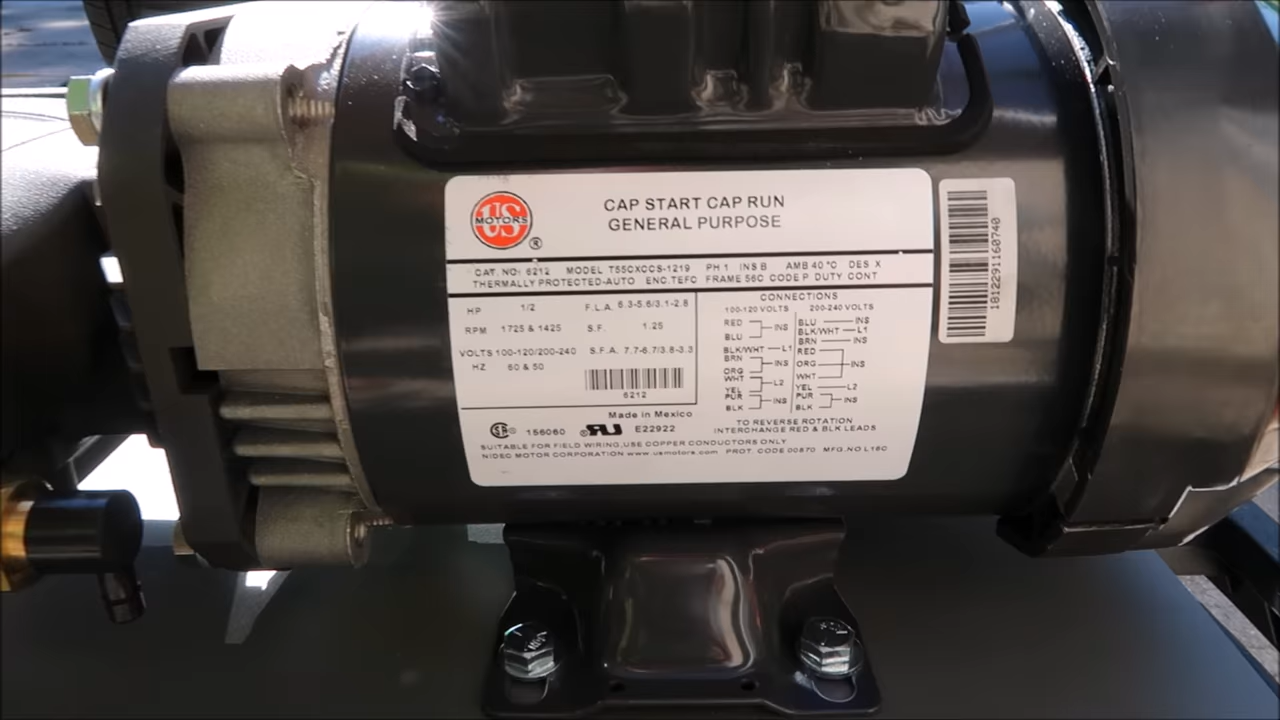 US
MOTORS
®
CAP START CAP RUN
GENERAL PURPOSE
CAT. NO: 6212 MODEL T55CXCCS-1219 PH 1 INS B AMB 40 °C DES X
THERMALLY PROTECTED-AUTO ENC.TEFC FRAME 56C CODE P DUTY CONT
HP 1/2 F.L.A. 6.3-5.6/3.1-2.8
RPM 1725 & 1425 S.F. 1.25
VOLTS 100-120/200-240 S.F.A. 7.7-6.7/3.8-3.3
HZ 60 & 50
6212
CONNECTIONS
100-120 VOLTS 200-240 VOLTS
RED
BLU
INS
BLK/WHT L1
BRN
ORG
INS
WHT
YEL
L2
PUR
BLK
INS
BLU INS
BLK/WHT L1
BRN INS
RED
ORG INS
WHT
YEL L2
PUR
BLK
INS
Made in Mexico
156060 ® E22922
TO REVERSE ROTATION
INTERCHANGE RED & BLK LEADS
SUITABLE FOR FIELD WIRING,USE COPPER CONDUCTORS ONLY
NIDEC MOTOR CORPORATION www.usmotors.com PROT. CODE 00870 MFG.NO L16C
1812291160740